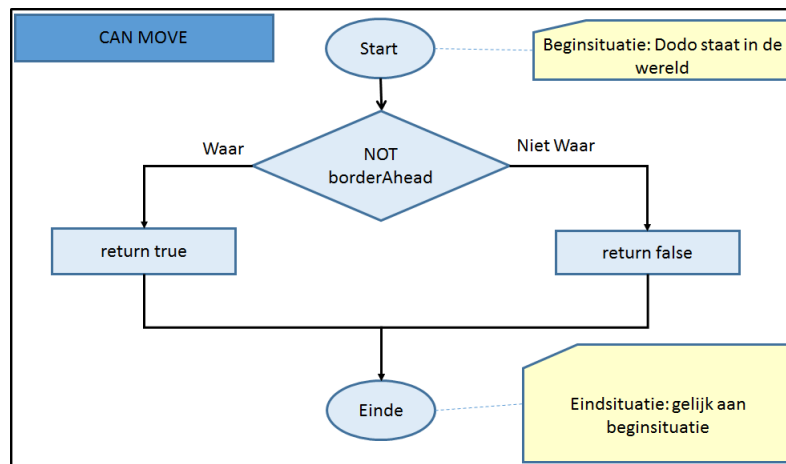 CAN MOVE
Start
Beginsituatie: Dodo staat in de
wereld
Waar
NOT
borderAhead
Niet Waar
return true
return false
Einde
Eindsituatie: gelijk aan
beginsituatie